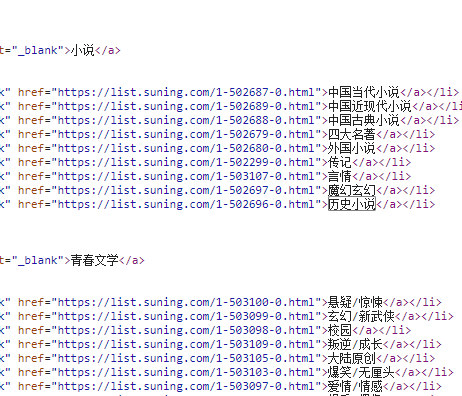 t="_blank">小说</a>
k" href="https://list.suning.com/1-502687-0.html">中国当代小说</a></li>
k" href="https://list.suning.com/1-502689-0.html">中国近现代小说</a></li
k" href="https://list.suning.com/1-502688-0.html">中国古典小说</a></li>
k" href="https://list.suning.com/1-502679-0.html">四大名著</a></li>
k" href="https://list.suning.com/1-502680-0.html">外国小说</a></li>
k" href="https://list.suning.com/1-502299-0.html">传记</a></li>
k" href="https://list.suning.com/1-503107-0.html">言情</a></li>
k" href="https://list.suning.com/1-502697-0.html">魔幻玄幻</a></li>
k" href="https://list.suning.com/1-502696-0.html">历史小说</a></li>
t="_blank">青春文学</a>
k" href="https://list.suning.com/1-503100-0.html">悬疑/惊悚</a></li>
k" href="https://list.suning.com/1-503099-0.html">玄幻/新武侠</a></li>
k" href="https://list.suning.com/1-503098-0.html">校园</a></li>
k" href="https://list.suning.com/1-503109-0.html">叛逆/成长</a></li>
k" href="https://list.suning.com/1-503105-0.html">大陆原创</a></li>
k" href="https://list.suning.com/1-503103-0.html">爆笑/无厘头</a></li>
k" href="https://list.suning.com/1-503097-0.html">爱情/情感</a></li>